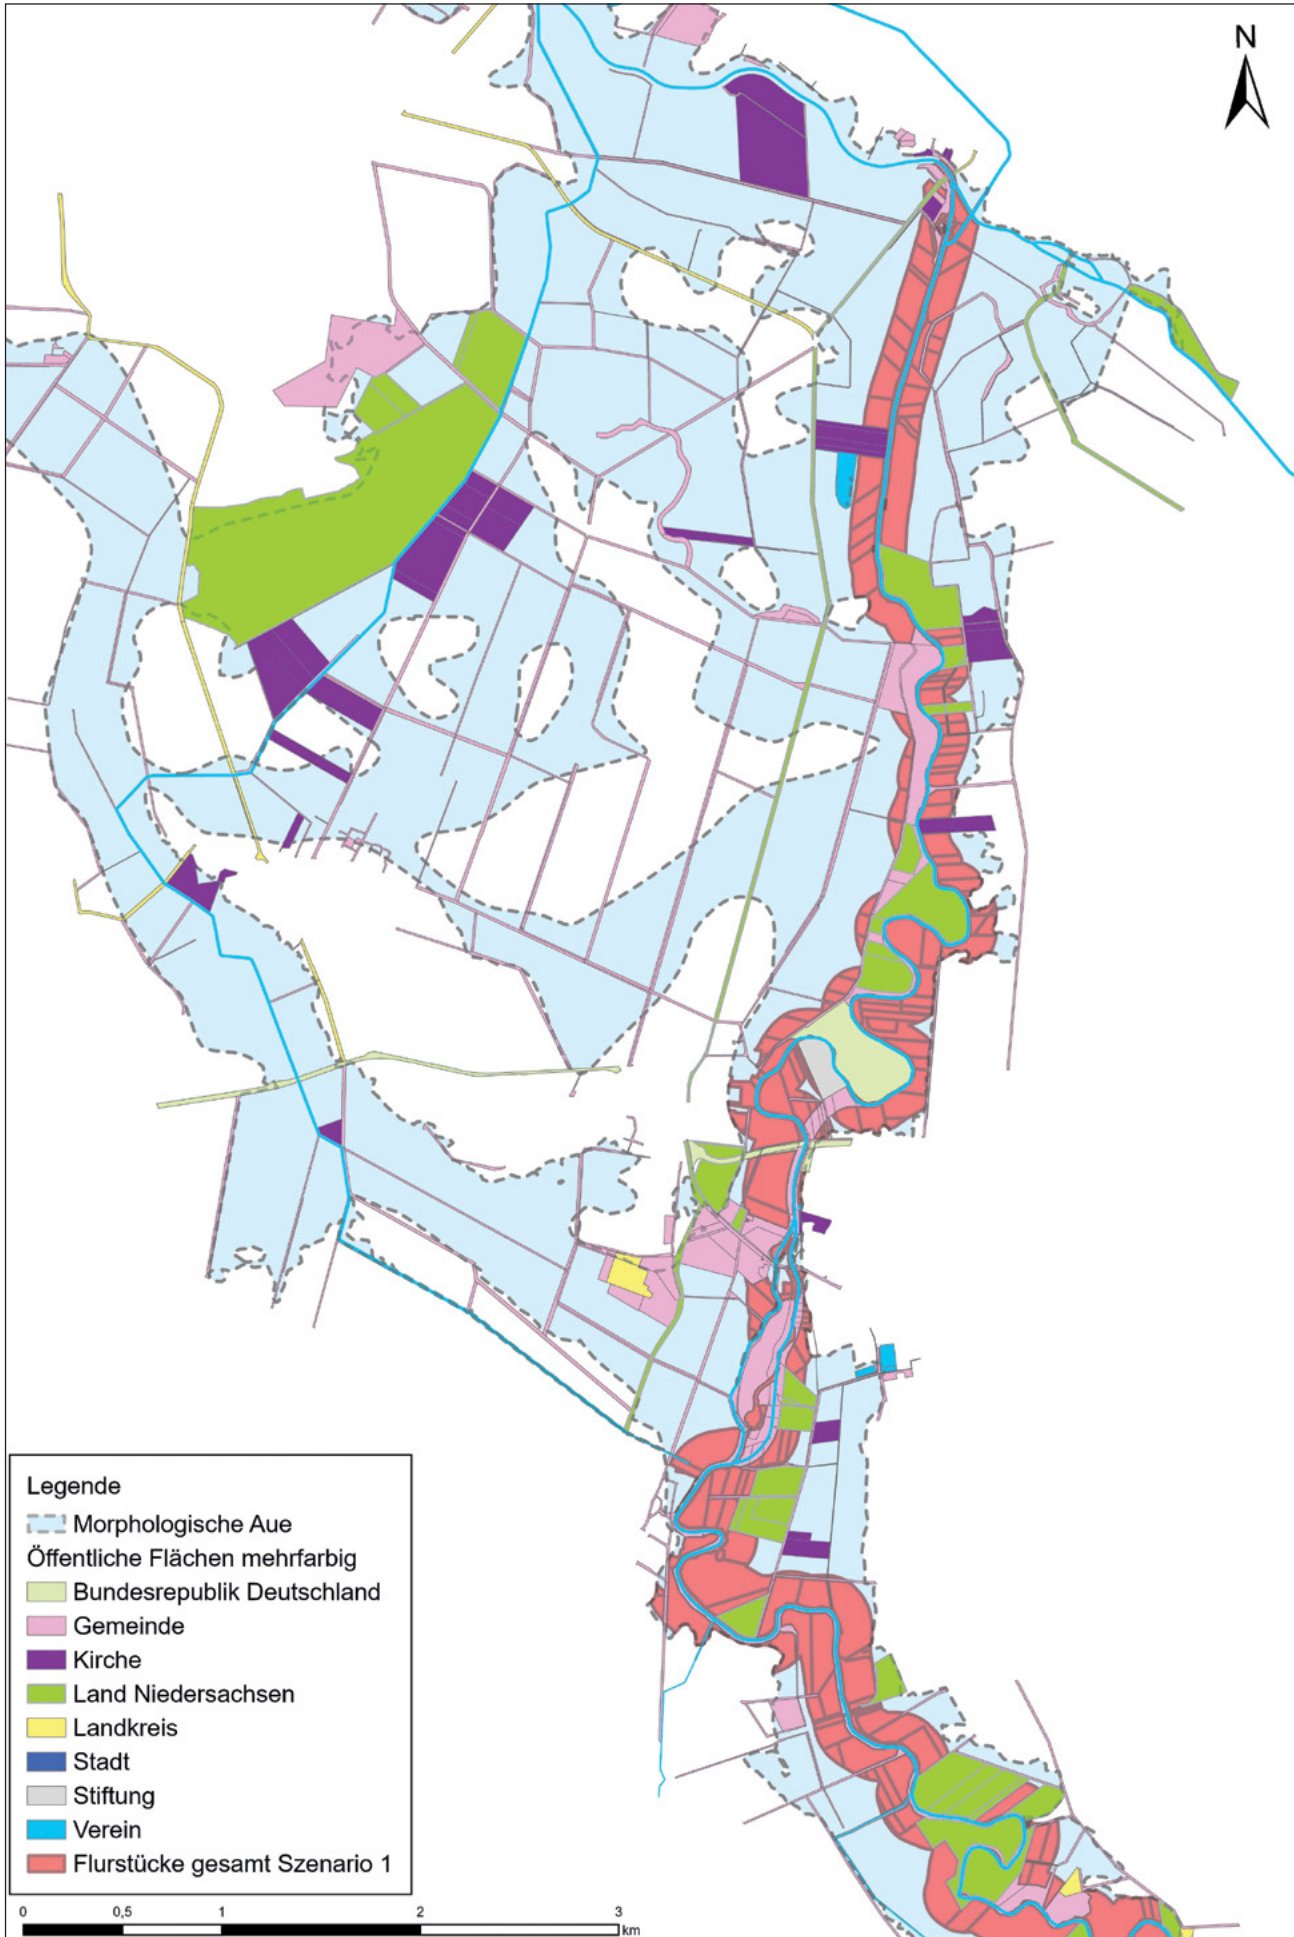 N
Legende
Morphologische Aue
Öffentliche Flächen mehrfarbig
Bundesrepublik Deutschland
Gemeinde
Kirche
Land Niedersachsen
Landkreis
Stadt
Stiftung
Verein
Flurstücke gesamt Szenario 1
0 0,5 1 2 3
km